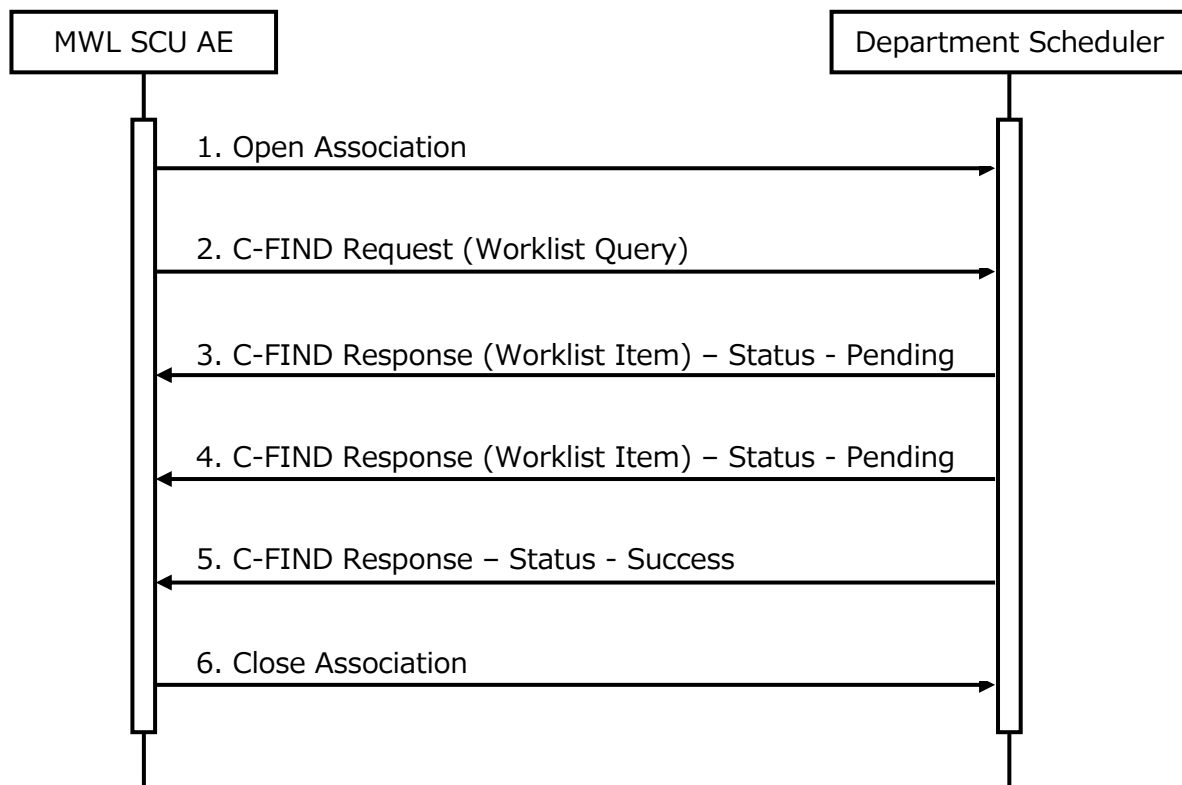 MWL SCU AE
Department Scheduler
1. Open Association
2. C-FIND Request (Worklist Query)
3. C-FIND Response (Worklist Item) – Status - Pending
4. C-FIND Response (Worklist Item) – Status - Pending
5. C-FIND Response – Status - Success
6. Close Association